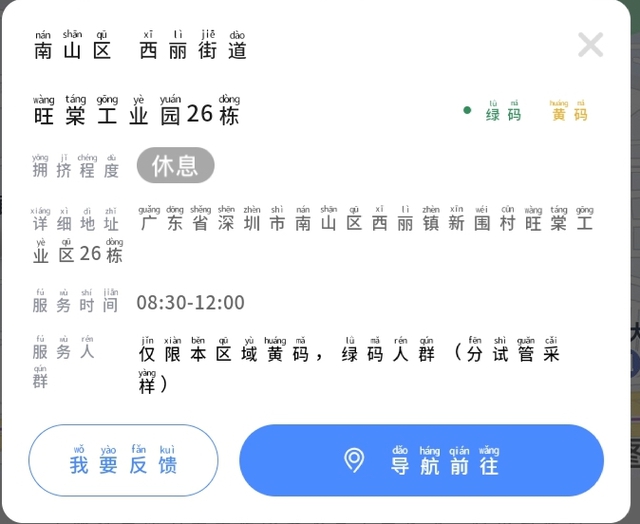 nán shān qū xī lì jiē dào
南山区 西丽街道
wàng táng gōng yè yuán dòng
旺棠工业园26栋
lǜ mǎ huáng mǎ
绿码 黄码
yōng jǐ chéng dù
拥挤程度 休息
xiáng xì dì zhǐ guǎng dōng shěng shēn zhèn shì nán shān qū xī lì zhèn xīn wéi cūn wàng táng gōng
详细地址 广东省深圳市南山区西丽镇新围村旺棠工
yè qū dòng
业区26栋
fú wù shí jiān
服务时间 08:30-12:00
fú wù rén jǐn xiàn běn qū yù huáng mǎ lǜ mǎ rén qún fēn shì guǎn cǎi
服务人 仅限本区域黄码，绿码人群（分试管采
qún yàng
群 样）
wǒ yào fǎn kuì dǎo háng qián wǎng
我要反馈 导航前往